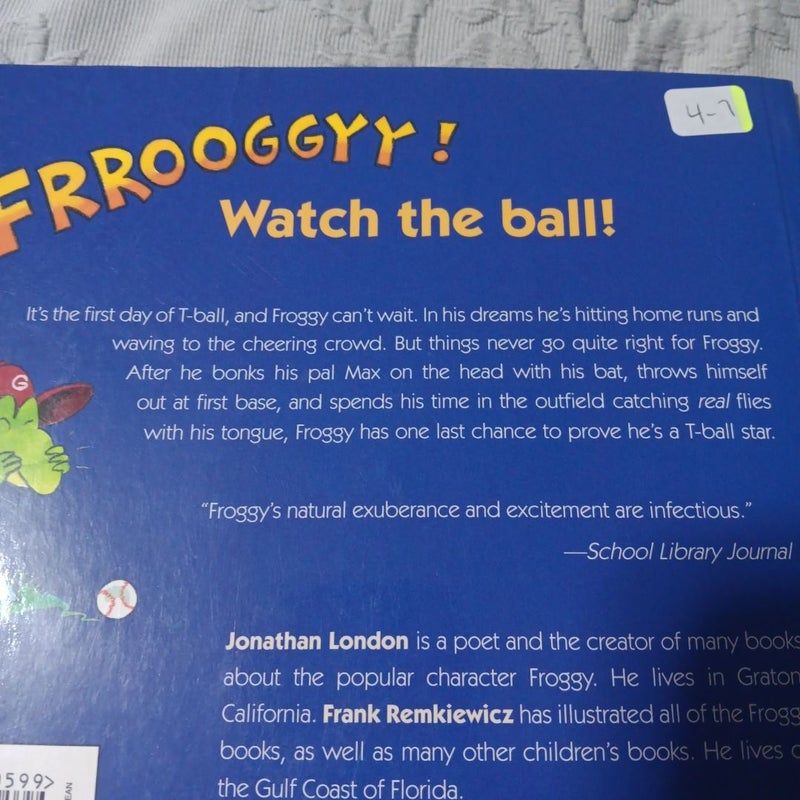 FRROOGGYY!
4-7
Watch the ball!
It's the first day of T-ball, and Froggy can't wait. In his dreams he's hitting home runs and
waving to the cheering crowd. But things never go quite right for Froggy.
After he bonks his pal Max on the head with his bat, throws himself
out at first base, and spends his time in the outfield catching real flies
with his tongue, Froggy has one last chance to prove he's a T-ball star.
G
"Froggy's natural exuberance and excitement are infectious."
—School Library Journal
Jonathan London is a poet and the creator of many books
about the popular character Froggy. He lives in Graton
California. Frank Remkiewicz has illustrated all of the Frogg
books, as well as many other children's books. He lives o
the Gulf Coast of Florida.
599>
EAN